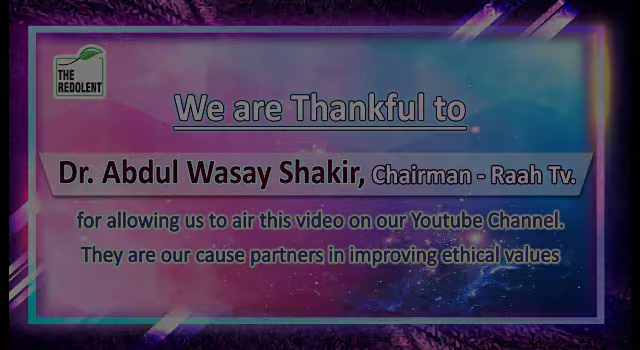 THE
REDOLENT
We are Thankful to
Dr. Abdul Wasay Shakir, Chairman - Raah Tv.
for allowing us to air this video on our Youtube Channel.
They are our cause partners in improving ethical values